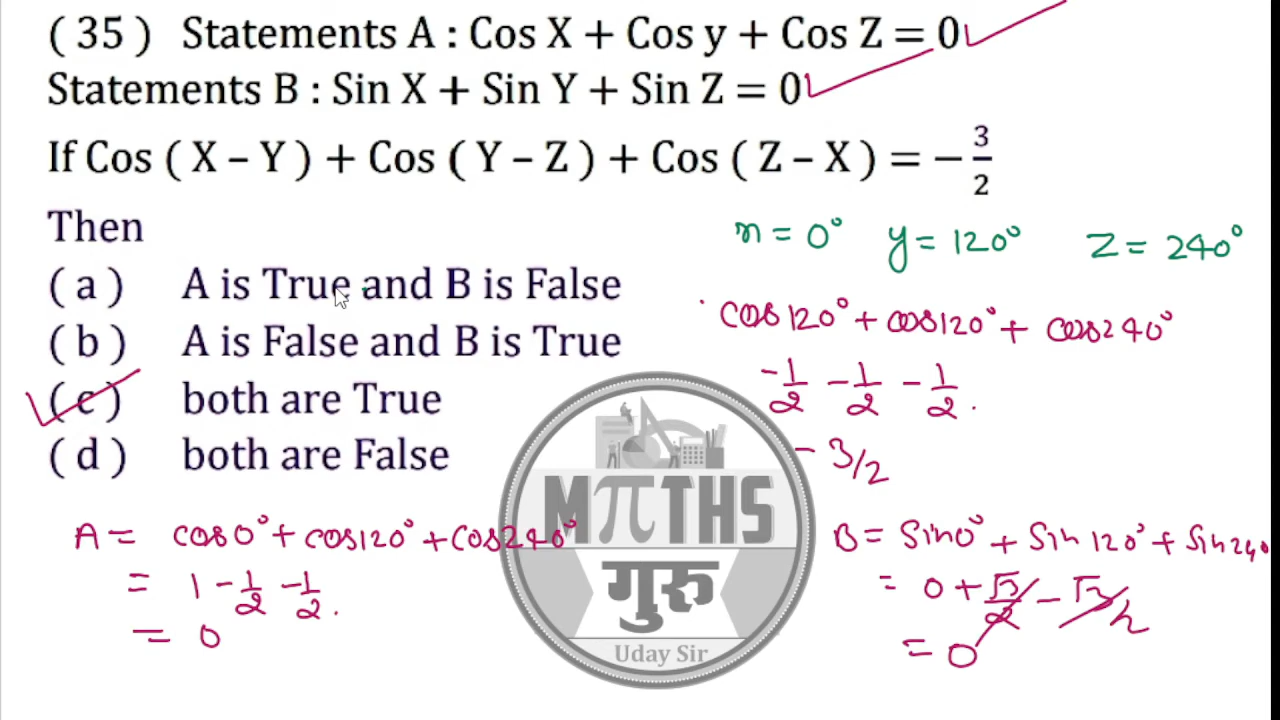 ( 35 ) Statements A : Cos X + Cos y + Cos Z = 0
Statements B : Sin X + Sin Y + Sin Z = 0
If Cos ( X – Y ) + Cos ( Y – Z ) + Cos ( Z – X ) = – 3/2
Then
( a ) A is True and B is False
( b ) A is False and B is True
( c ) both are True
( d ) both are False
x = 0° y = 120° Z = 240°
cos 120° + cos 120° + cos 240°
-1/2 -1/2 -1/2.
- 3/2
A = cos 0° + cos 120° + cos 240°
= 1 - 1/2 - 1/2.
= 0
B = sin 0° + sin 120° + sin 240
= 0 + √3/2 - √3/2
= 0
MπTHS
गुरू
Uday Sir